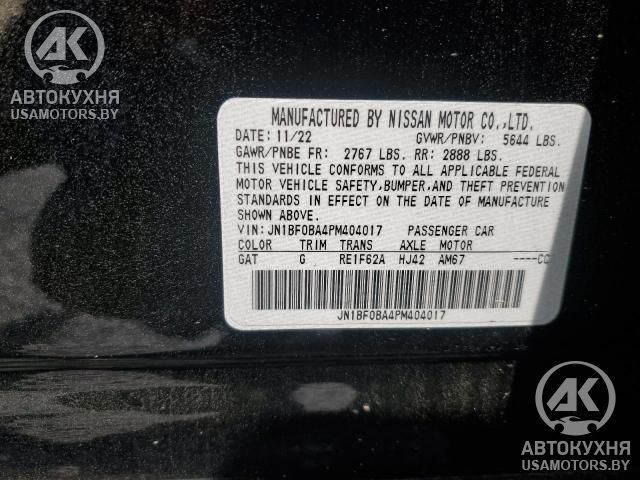 AK
АВТОКУХНЯ
USAMOTORS.BY
MANUFACTURED BY NISSAN MOTOR CO.,LTD.
DATE: 11/22 GVWR/PNBV: 5644 LBS.
GAWR/PNBE FR: 2767 LBS. RR: 2888 LBS.
THIS VEHICLE CONFORMS TO ALL APPLICABLE FEDERAL
MOTOR VEHICLE SAFETY,BUMPER,AND THEFT PREVENTION
STANDARDS IN EFFECT ON THE DATE OF MANUFACTURE
SHOWN ABOVE.
VIN:JN1BF0BA4PM404017 PASSENGER CAR
COLOR TRIM TRANS AXLE MOTOR
GAT G RE1F62A HJ42 AM67 ----CC
JN1BF0BA4PM404017
AK
АВТОКУХНЯ
USAMOTORS.BY